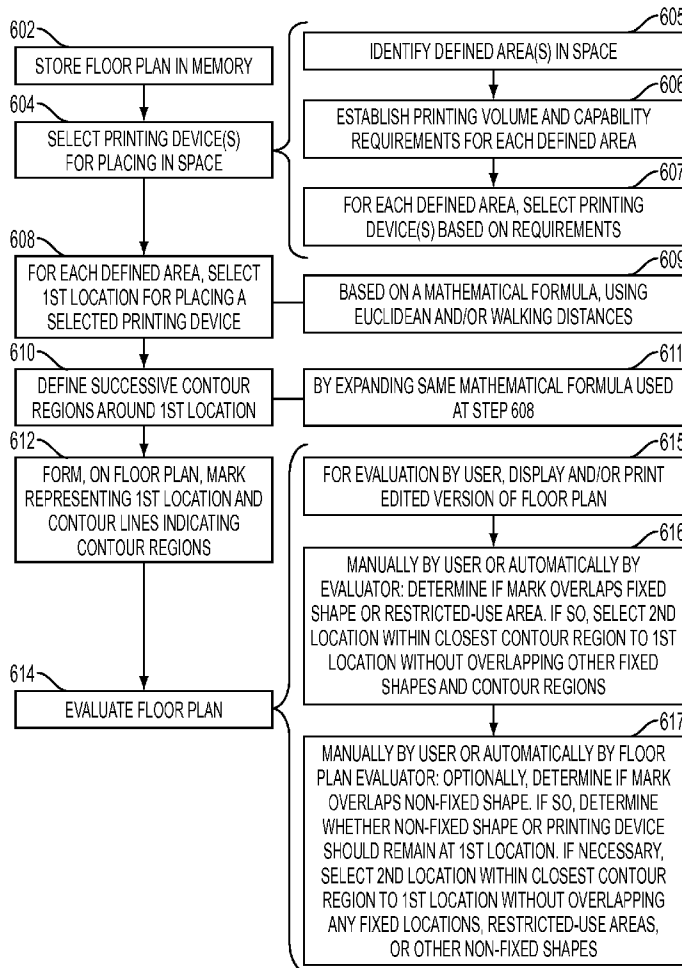 602
STORE FLOOR PLAN IN MEMORY
604
SELECT PRINTING DEVICE(S)
FOR PLACING IN SPACE
605
IDENTIFY DEFINED AREA(S) IN SPACE
606
ESTABLISH PRINTING VOLUME AND CAPABILITY
REQUIREMENTS FOR EACH DEFINED AREA
607
FOR EACH DEFINED AREA, SELECT PRINTING
DEVICE(S) BASED ON REQUIREMENTS
608
FOR EACH DEFINED AREA, SELECT
1ST LOCATION FOR PLACING A
SELECTED PRINTING DEVICE
609
BASED ON A MATHEMATICAL FORMULA, USING
EUCLIDEAN AND/OR WALKING DISTANCES
610
DEFINE SUCCESSIVE CONTOUR
REGIONS AROUND 1ST LOCATION
611
BY EXPANDING SAME MATHEMATICAL FORMULA USED
AT STEP 608
612
FORM, ON FLOOR PLAN, MARK
REPRESENTING 1ST LOCATION AND
CONTOUR LINES INDICATING
CONTOUR REGIONS
614
EVALUATE FLOOR PLAN
615
FOR EVALUATION BY USER, DISPLAY AND/OR PRINT
EDITED VERSION OF FLOOR PLAN
616
MANUALLY BY USER OR AUTOMATICALLY BY
EVALUATOR: DETERMINE IF MARK OVERLAPS FIXED
SHAPE OR RESTRICTED-USE AREA. IF SO, SELECT 2ND
LOCATION WITHIN CLOSEST CONTOUR REGION TO 1ST
LOCATION WITHOUT OVERLAPPING OTHER FIXED
SHAPES AND CONTOUR REGIONS
617
MANUALLY BY USER OR AUTOMATICALLY BY FLOOR
PLAN EVALUATOR: OPTIONALLY, DETERMINE IF MARK
OVERLAPS NON-FIXED SHAPE. IF SO, DETERMINE
WHETHER NON-FIXED SHAPE OR PRINTING DEVICE
SHOULD REMAIN AT 1ST LOCATION. IF NECESSARY,
SELECT 2ND LOCATION WITHIN CLOSEST CONTOUR
REGION TO 1ST LOCATION WITHOUT OVERLAPPING
ANY FIXED LOCATIONS, RESTRICTED-USE AREAS,
OR OTHER NON-FIXED SHAPES